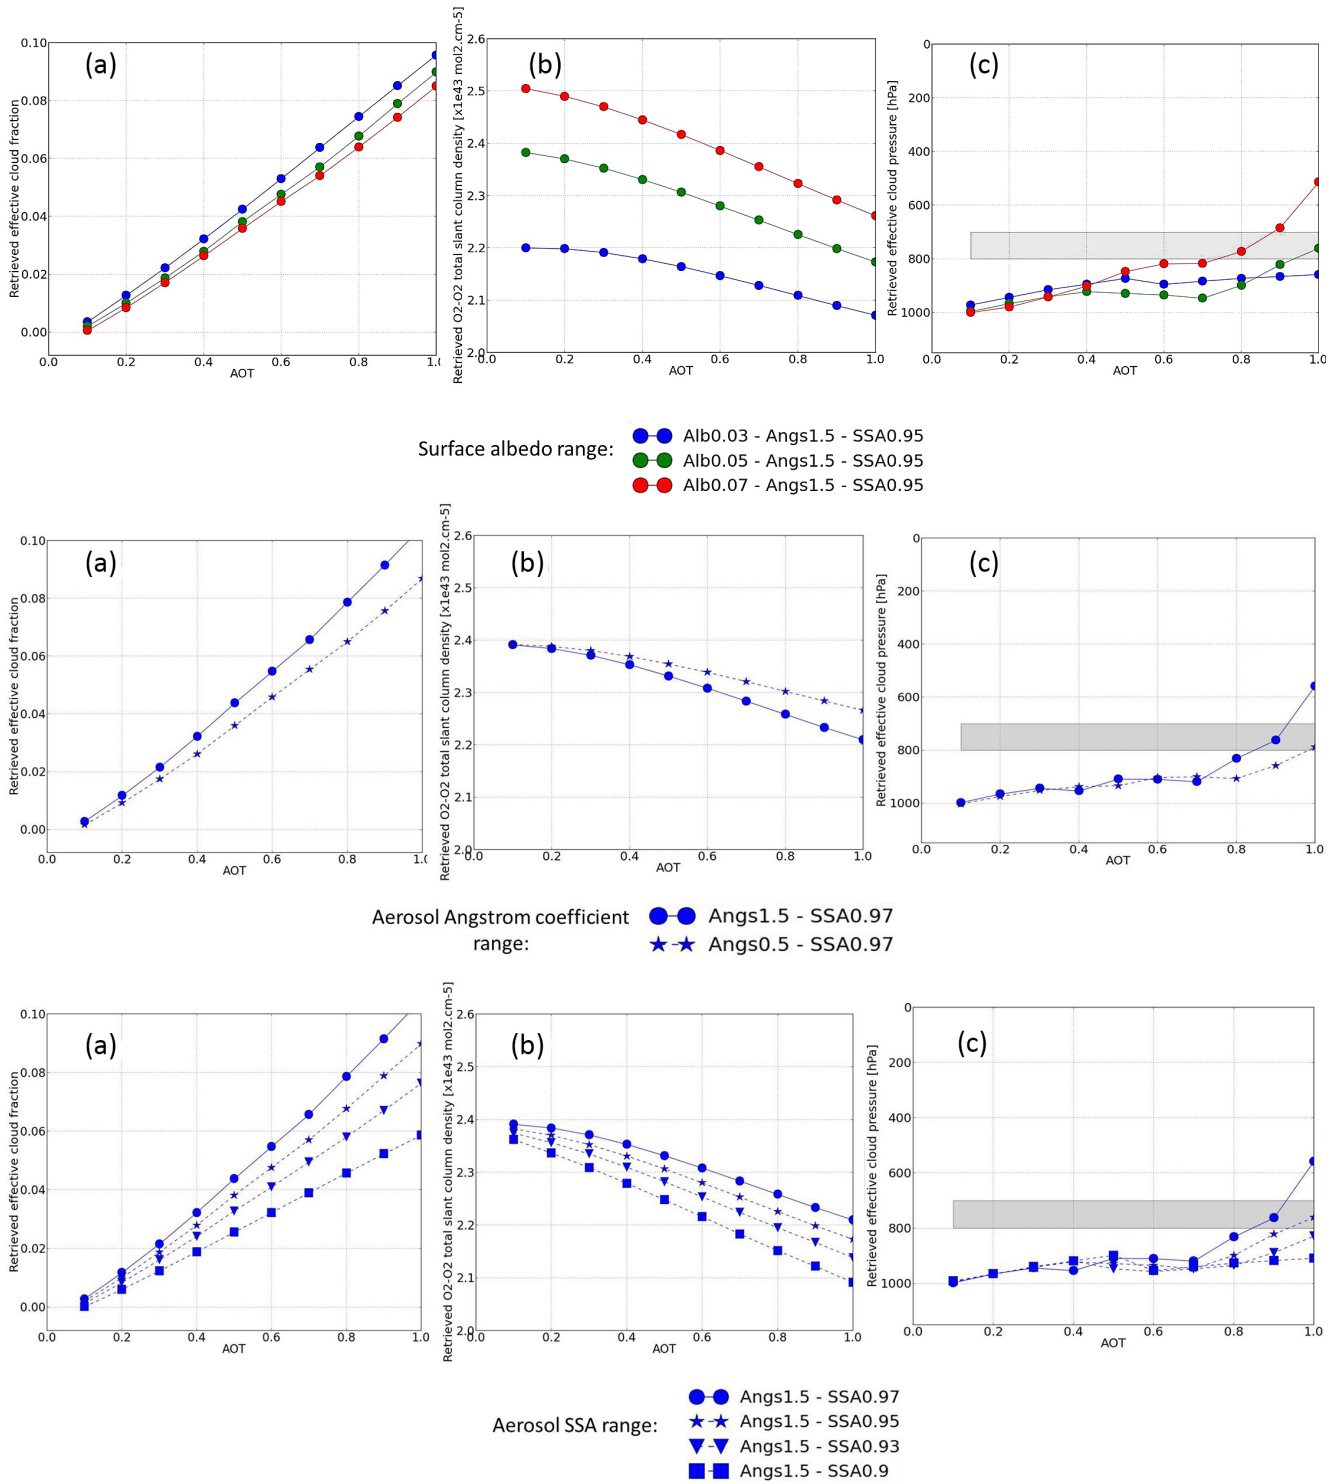 (a)
Retrieved effective cloud fraction
0.10
0.08
0.06
0.04
0.02
0.00
0.0 0.2 0.4 0.6 0.8 1.0
AOT
(b)
Retrieved O2-O2 total slant column density [x1e43 mol2.cm-5]
2.6
2.5
2.4
2.3
2.2
2.1
2.0
0.0 0.2 0.4 0.6 0.8 1.0
AOT
(c)
Retrieved effective cloud pressure [hPa]
0
200
400
600
800
1000
0.0 0.2 0.4 0.6 0.8 1.0
AOT
Surface albedo range:
Alb0.03 - Angs1.5 - SSA0.95
Alb0.05 - Angs1.5 - SSA0.95
Alb0.07 - Angs1.5 - SSA0.95
(a)
Retrieved effective cloud fraction
0.10
0.08
0.06
0.04
0.02
0.00
0.0 0.2 0.4 0.6 0.8 1.0
AOT
(b)
Retrieved O2-O2 total slant column density [x1e43 mol2.cm-5]
2.6
2.5
2.4
2.3
2.2
2.1
2.0
0.0 0.2 0.4 0.6 0.8 1.0
AOT
(c)
Retrieved effective cloud pressure [hPa]
0
200
400
600
800
1000
0.0 0.2 0.4 0.6 0.8 1.0
AOT
Aerosol Angstrom coefficient
range:
Angs1.5 - SSA0.97
Angs0.5 - SSA0.97
(a)
Retrieved effective cloud fraction
0.10
0.08
0.06
0.04
0.02
0.00
0.0 0.2 0.4 0.6 0.8 1.0
AOT
(b)
Retrieved O2-O2 total slant column density [x1e43 mol2.cm-5]
2.6
2.5
2.4
2.3
2.2
2.1
2.0
0.0 0.2 0.4 0.6 0.8 1.0
AOT
(c)
Retrieved effective cloud pressure [hPa]
0
200
400
600
800
1000
0.0 0.2 0.4 0.6 0.8 1.0
AOT
Aerosol SSA range:
Angs1.5 - SSA0.97
Angs1.5 - SSA0.95
Angs1.5 - SSA0.93
Angs1.5 - SSA0.9